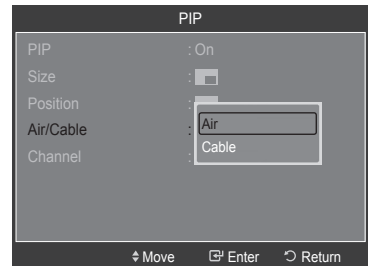 PIP
PIP : On
Size :
Position :
Air/Cable : Air
Cable
Channel :
Move Enter Return